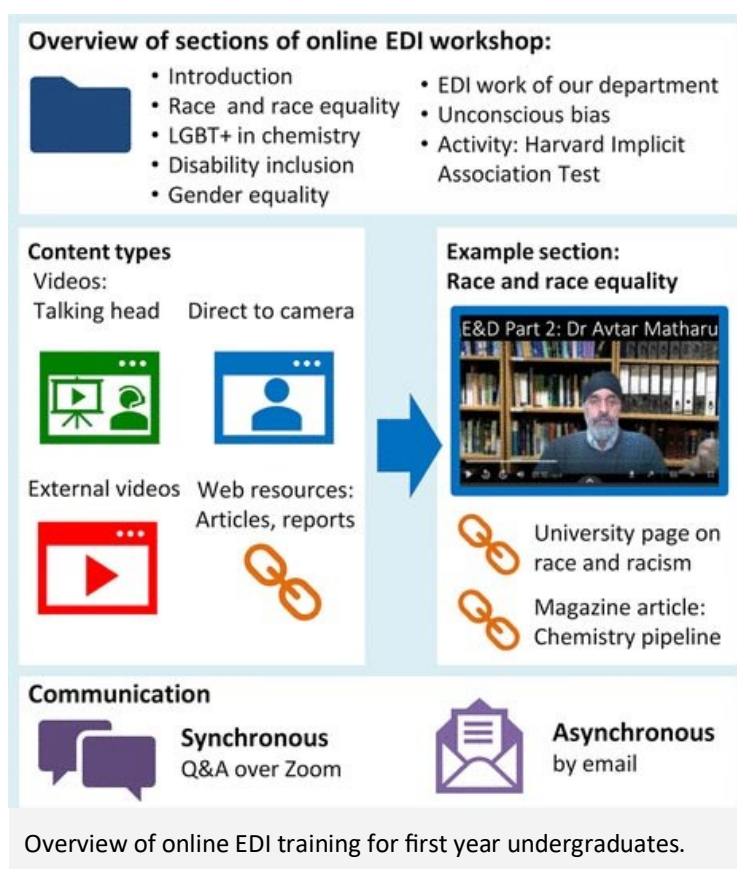 Overview of sections of online EDI workshop:
• Introduction
• Race and race equality
• LGBT+ in chemistry
• Disability inclusion
• Gender equality
• EDI work of our department
• Unconscious bias
• Activity: Harvard Implicit
Association Test
Content types
Videos:
Talking head
Direct to camera
External videos
Web resources:
Articles, reports
Example section:
Race and race equality
E&D Part 2: Dr Avtar Matharu
University page on
race and racism
Magazine article:
Chemistry pipeline
Communication
Synchronous
Q&A over Zoom
Asynchronous
by email
Overview of online EDI training for first year undergraduates.